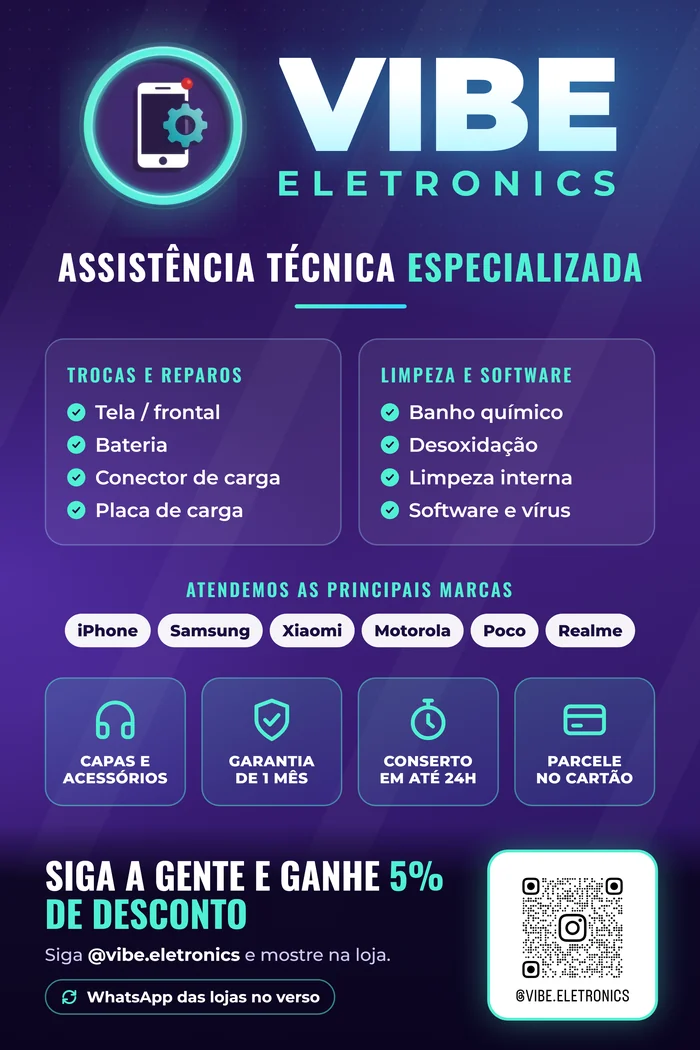 VIBE
ELETRONICS
ASSISTÊNCIA TÉCNICA ESPECIALIZADA
TROCAS E REPAROS
Tela / frontal
Bateria
Conector de carga
Placa de carga
LIMPEZA E SOFTWARE
Banho químico
Desoxidação
Limpeza interna
Software e vírus
ATENDEMOS AS PRINCIPAIS MARCAS
iPhone
Samsung
Xiaomi
Motorola
Poco
Realme
CAPAS E
ACESSÓRIOS
GARANTIA
DE 1 MÊS
CONSERTO
EM ATÉ 24H
PARCELE
NO CARTÃO
SIGA A GENTE E GANHE 5%
DE DESCONTO
Siga @vibe.eletronics e mostre na loja.
WhatsApp das lojas no verso
@VIBE.ELETRONICS